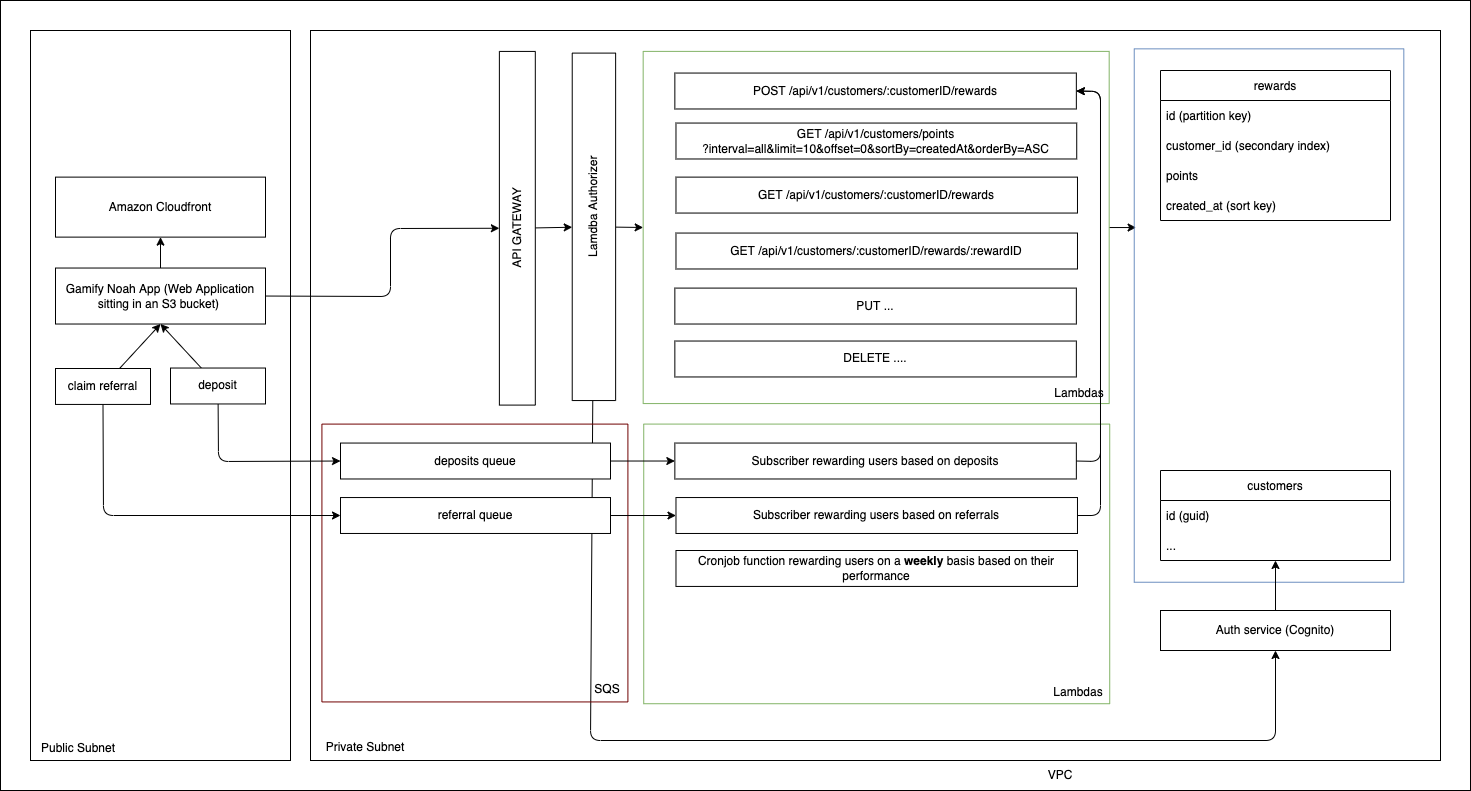 Amazon Cloudfront
Gamify Noah App (Web Application
sitting in an S3 bucket)
claim referral
deposit
Public Subnet
API GATEWAY
Lamdba Authorizer
POST /api/v1/customers/:customerID/rewards
GET /api/v1/customers/points
?interval=all&limit=10&offset=0&sortBy=createdAt&orderBy=ASC
GET /api/v1/customers/:customerID/rewards
GET /api/v1/customers/:customerID/rewards/:rewardID
PUT ...
DELETE ....
Lambdas
deposits queue
referral queue
SQS
Subscriber rewarding users based on deposits
Subscriber rewarding users based on referrals
Cronjob function rewarding users on a weekly basis based on their
performance
Lambdas
rewards
id (partition key)
customer_id (secondary index)
points
created_at (sort key)
customers
id (guid)
...
Auth service (Cognito)
Private Subnet
VPC